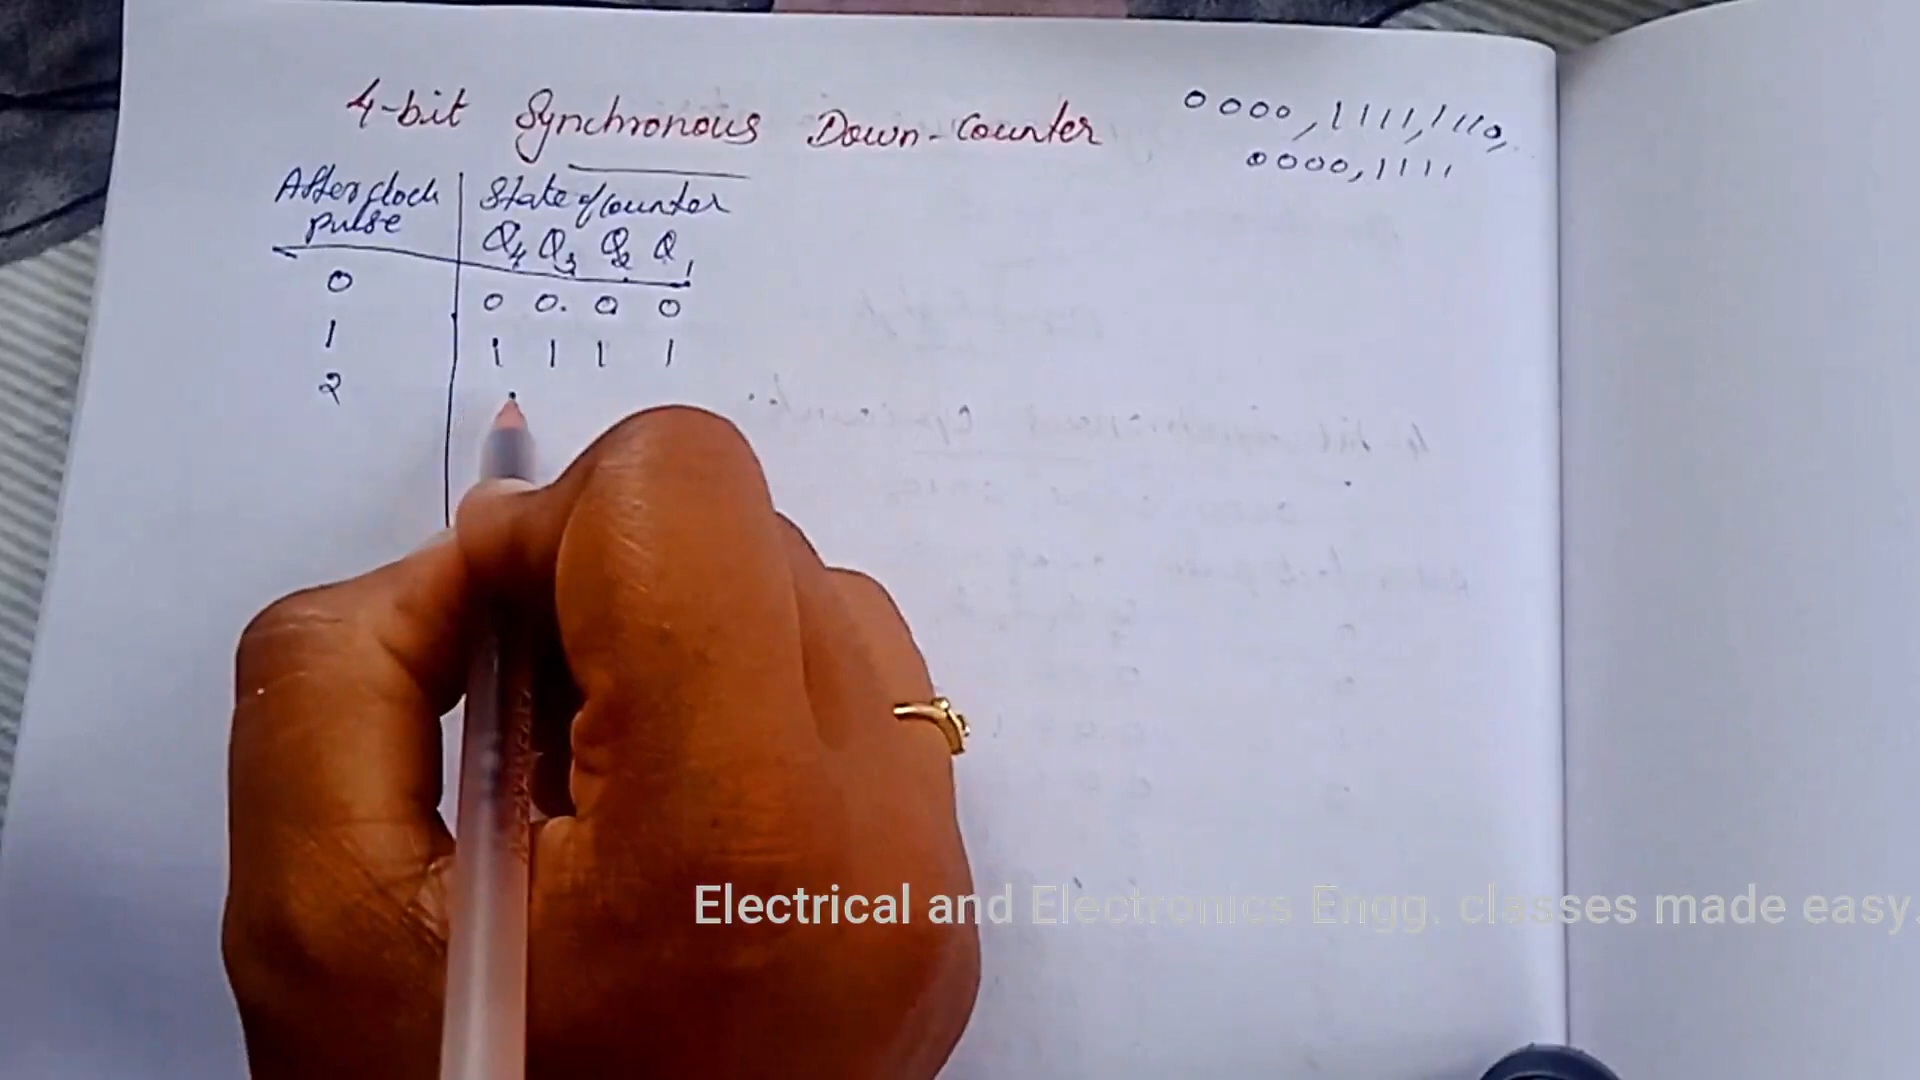 4-bit Synchronous Down-Counter
0000, 1111, 1110,
0000, 1111
After clock pulse
State of counter
Q4 Q3 Q2 Q1
0 0 0 0 0
1 1 1 1 1
2
Electrical and Electronics Engg. classes made easy.